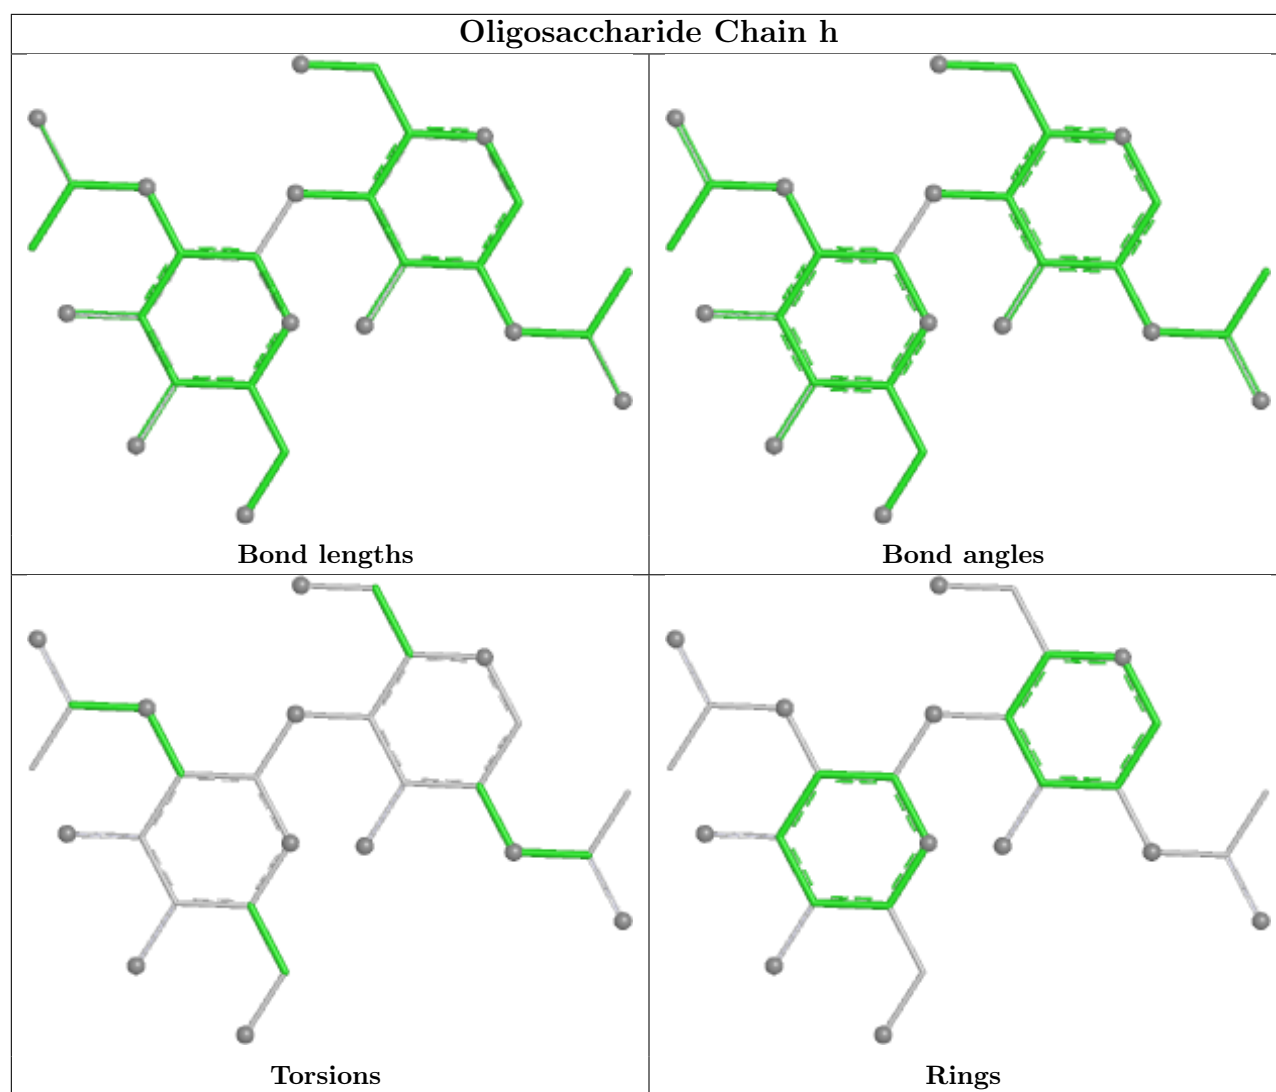 Oligosaccharide Chain h
Bond lengths
Bond angles
Torsions
Rings